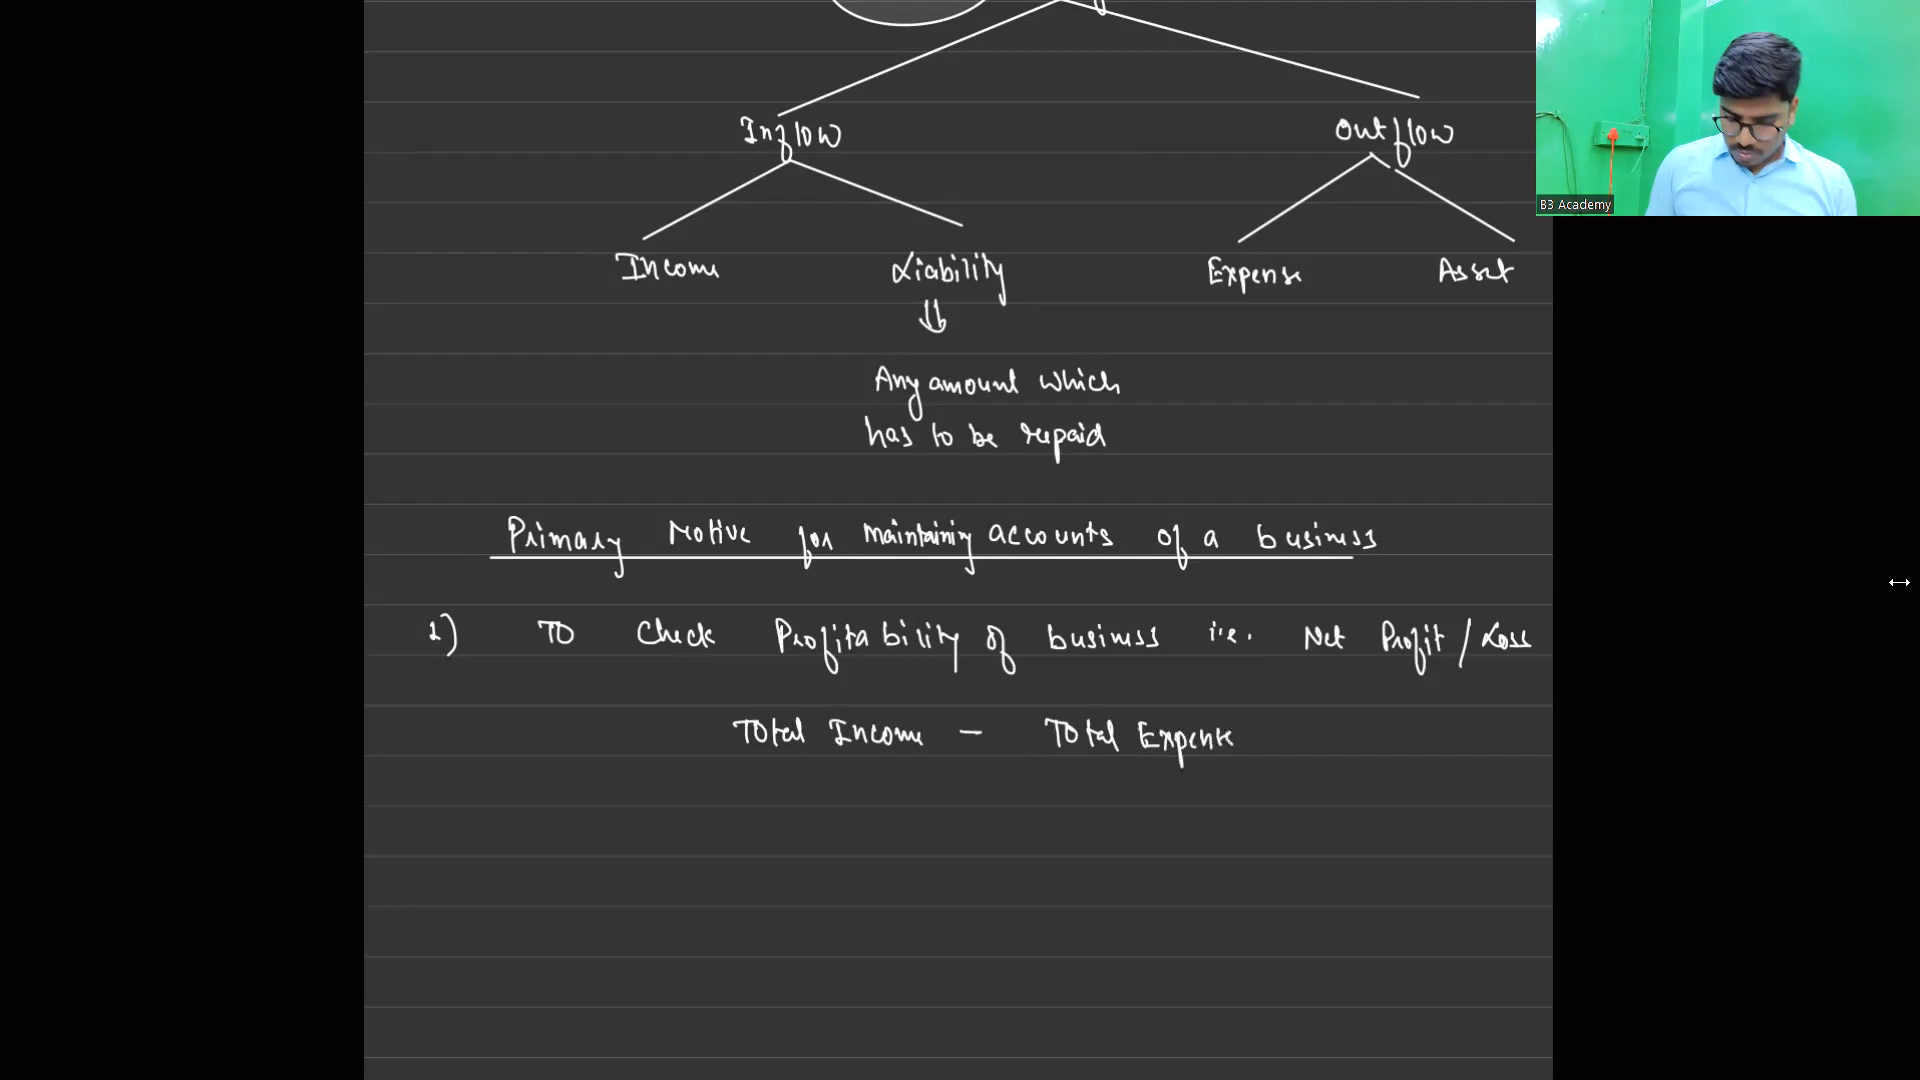 Inflow Outflow
B3 Academy
Income Liability Expense Asset
⇓
Any amount which
has to be repaid
Primary Motive for maintaining accounts of a business
1) To Check Profitability of business i.e. Net Profit / Loss
Total Income - Total Expense